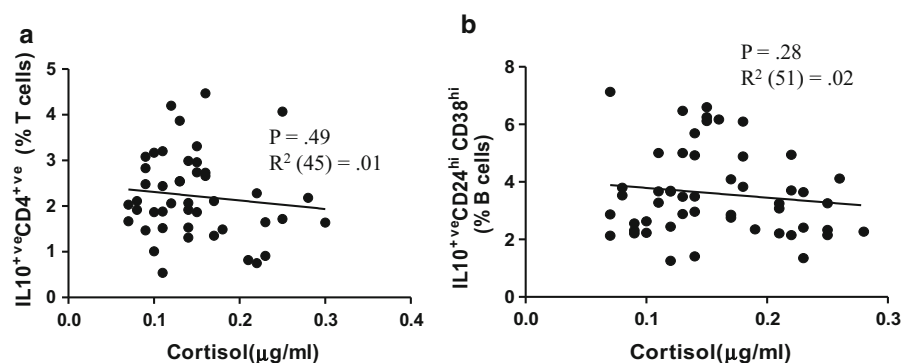 a
IL10⁺ᵛᵉCD4⁺ᵛᵉ (% T cells)
5
4
3
2
1
0
P = .49
R² (45) = .01
0.0 0.1 0.2 0.3 0.4
Cortisol(µg/ml)
b
IL10⁺ᵛᵉCD24ʰⁱ CD38ʰⁱ
(% B cells)
8
6
4
2
0
P = .28
R² (51) = .02
0.0 0.1 0.2 0.3
Cortisol(µg/ml)